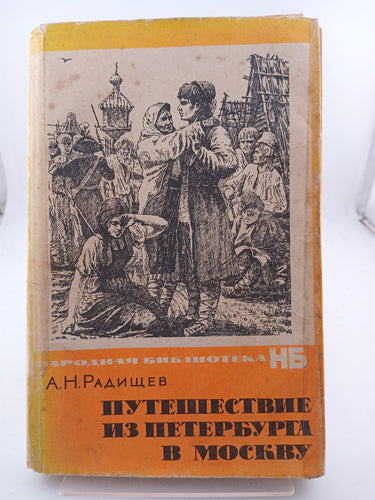 НАРОДНАЯ БИБЛИОТЕКА НБ
А.Н.РАДИЩЕВ
ПУТЕШЕСТВИЕ
ИЗ ПЕТЕРБУРГА
В МОСКВУ